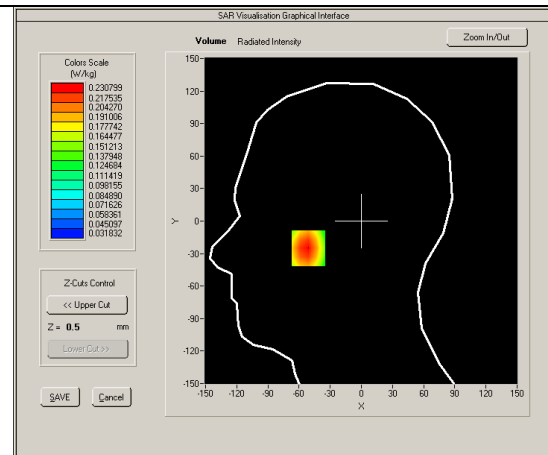 SAR Visualisation Graphical Interface
Volume Radiated Intensity
Zoom In/Out
Colors Scale
(W/kg)
0.230799
0.217535
0.204270
0.191006
0.177742
0.164477
0.151213
0.137948
0.124684
0.111419
0.098155
0.084890
0.071626
0.058361
0.045097
0.031832
Z-Cuts Control
<< Upper Cut
Z = 0.5 mm
Lower Cut >>
SAVE Cancel
150
120
90
60
30
Y 0
-30
-60
-90
-120
-150
-150 -120 -90 -60 -30 0 30 60 90 120 150
X